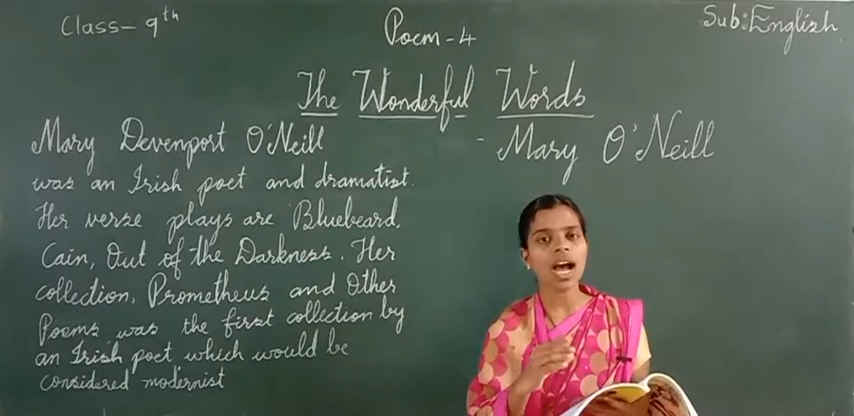 Class - 9th
Poem - 4
Sub: English
The Wonderful Words
- Mary O'Neill
Mary Devenport O'Neill
was an Irish poet and dramatist.
Her verse plays are Bluebeard,
Cain, Out of the Darkness. Her
collection, Prometheus and Other
Poems was the first collection by
an Irish poet which would be
considered modernist